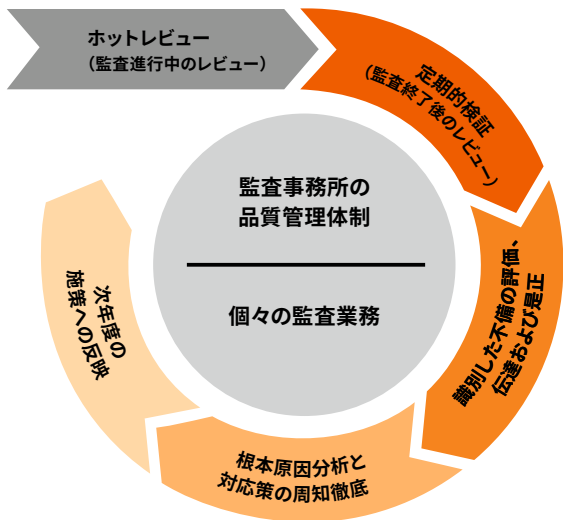 ホットレビュー
（監査進行中のレビュー）
定期的検証
（監査終了後のレビュー）
監査事務所の
品質管理体制
個々の監査業務
識別した不備の評価、
伝達および是正
根本原因分析と
対応策の周知徹底
次年度の
施策への反映